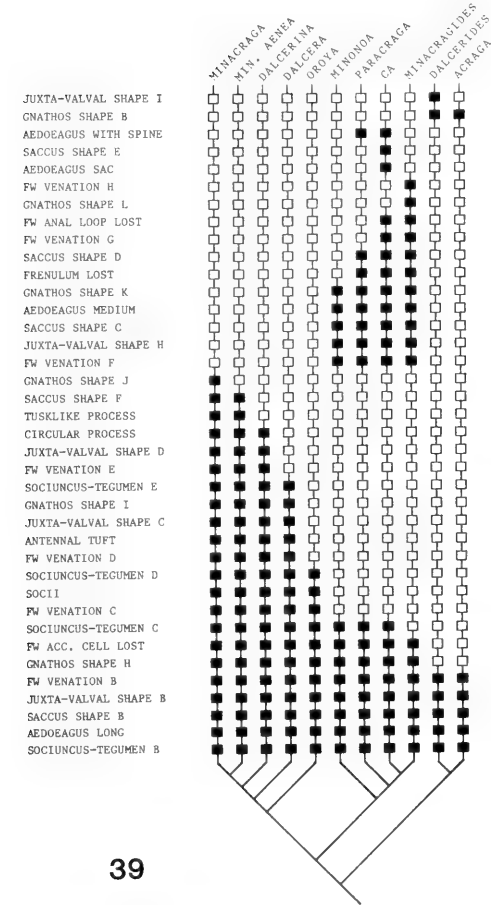 MINACRAGA
MIN. AENEA
DALCERINA
DALCERA
OROYA
MINONOA
PARACRAGA
CA
MINACRAGIDES
DALCERIDES
ACRAGA
JUXTA-VALVAL SHAPE I
GNATHOS SHAPE B
AEDOEAGUS WITH SPINE
SACCUS SHAPE E
AEDOEAGUS SAC
FW VENATION H
GNATHOS SHAPE L
FW ANAL LOOP LOST
FW VENATION G
SACCUS SHAPE D
FRENULUM LOST
GNATHOS SHAPE K
AEDOEAGUS MEDIUM
SACCUS SHAPE C
JUXTA-VALVAL SHAPE H
FW VENATION F
GNATHOS SHAPE J
SACCUS SHAPE F
TUSKLIKE PROCESS
CIRCULAR PROCESS
JUXTA-VALVAL SHAPE D
FW VENATION E
SOCIUNCUS-TEGUMEN E
GNATHOS SHAPE I
JUXTA-VALVAL SHAPE C
ANTENNAL TUFT
FW VENATION D
SOCIUNCUS-TEGUMEN D
SOCII
FW VENATION C
SOCIUNCUS-TEGUMEN C
FW ACC. CELL LOST
GNATHOS SHAPE H
FW VENATION B
JUXTA-VALVAL SHAPE B
SACCUS SHAPE B
AEDOEAGUS LONG
SOCIUNCUS-TEGUMEN B
39